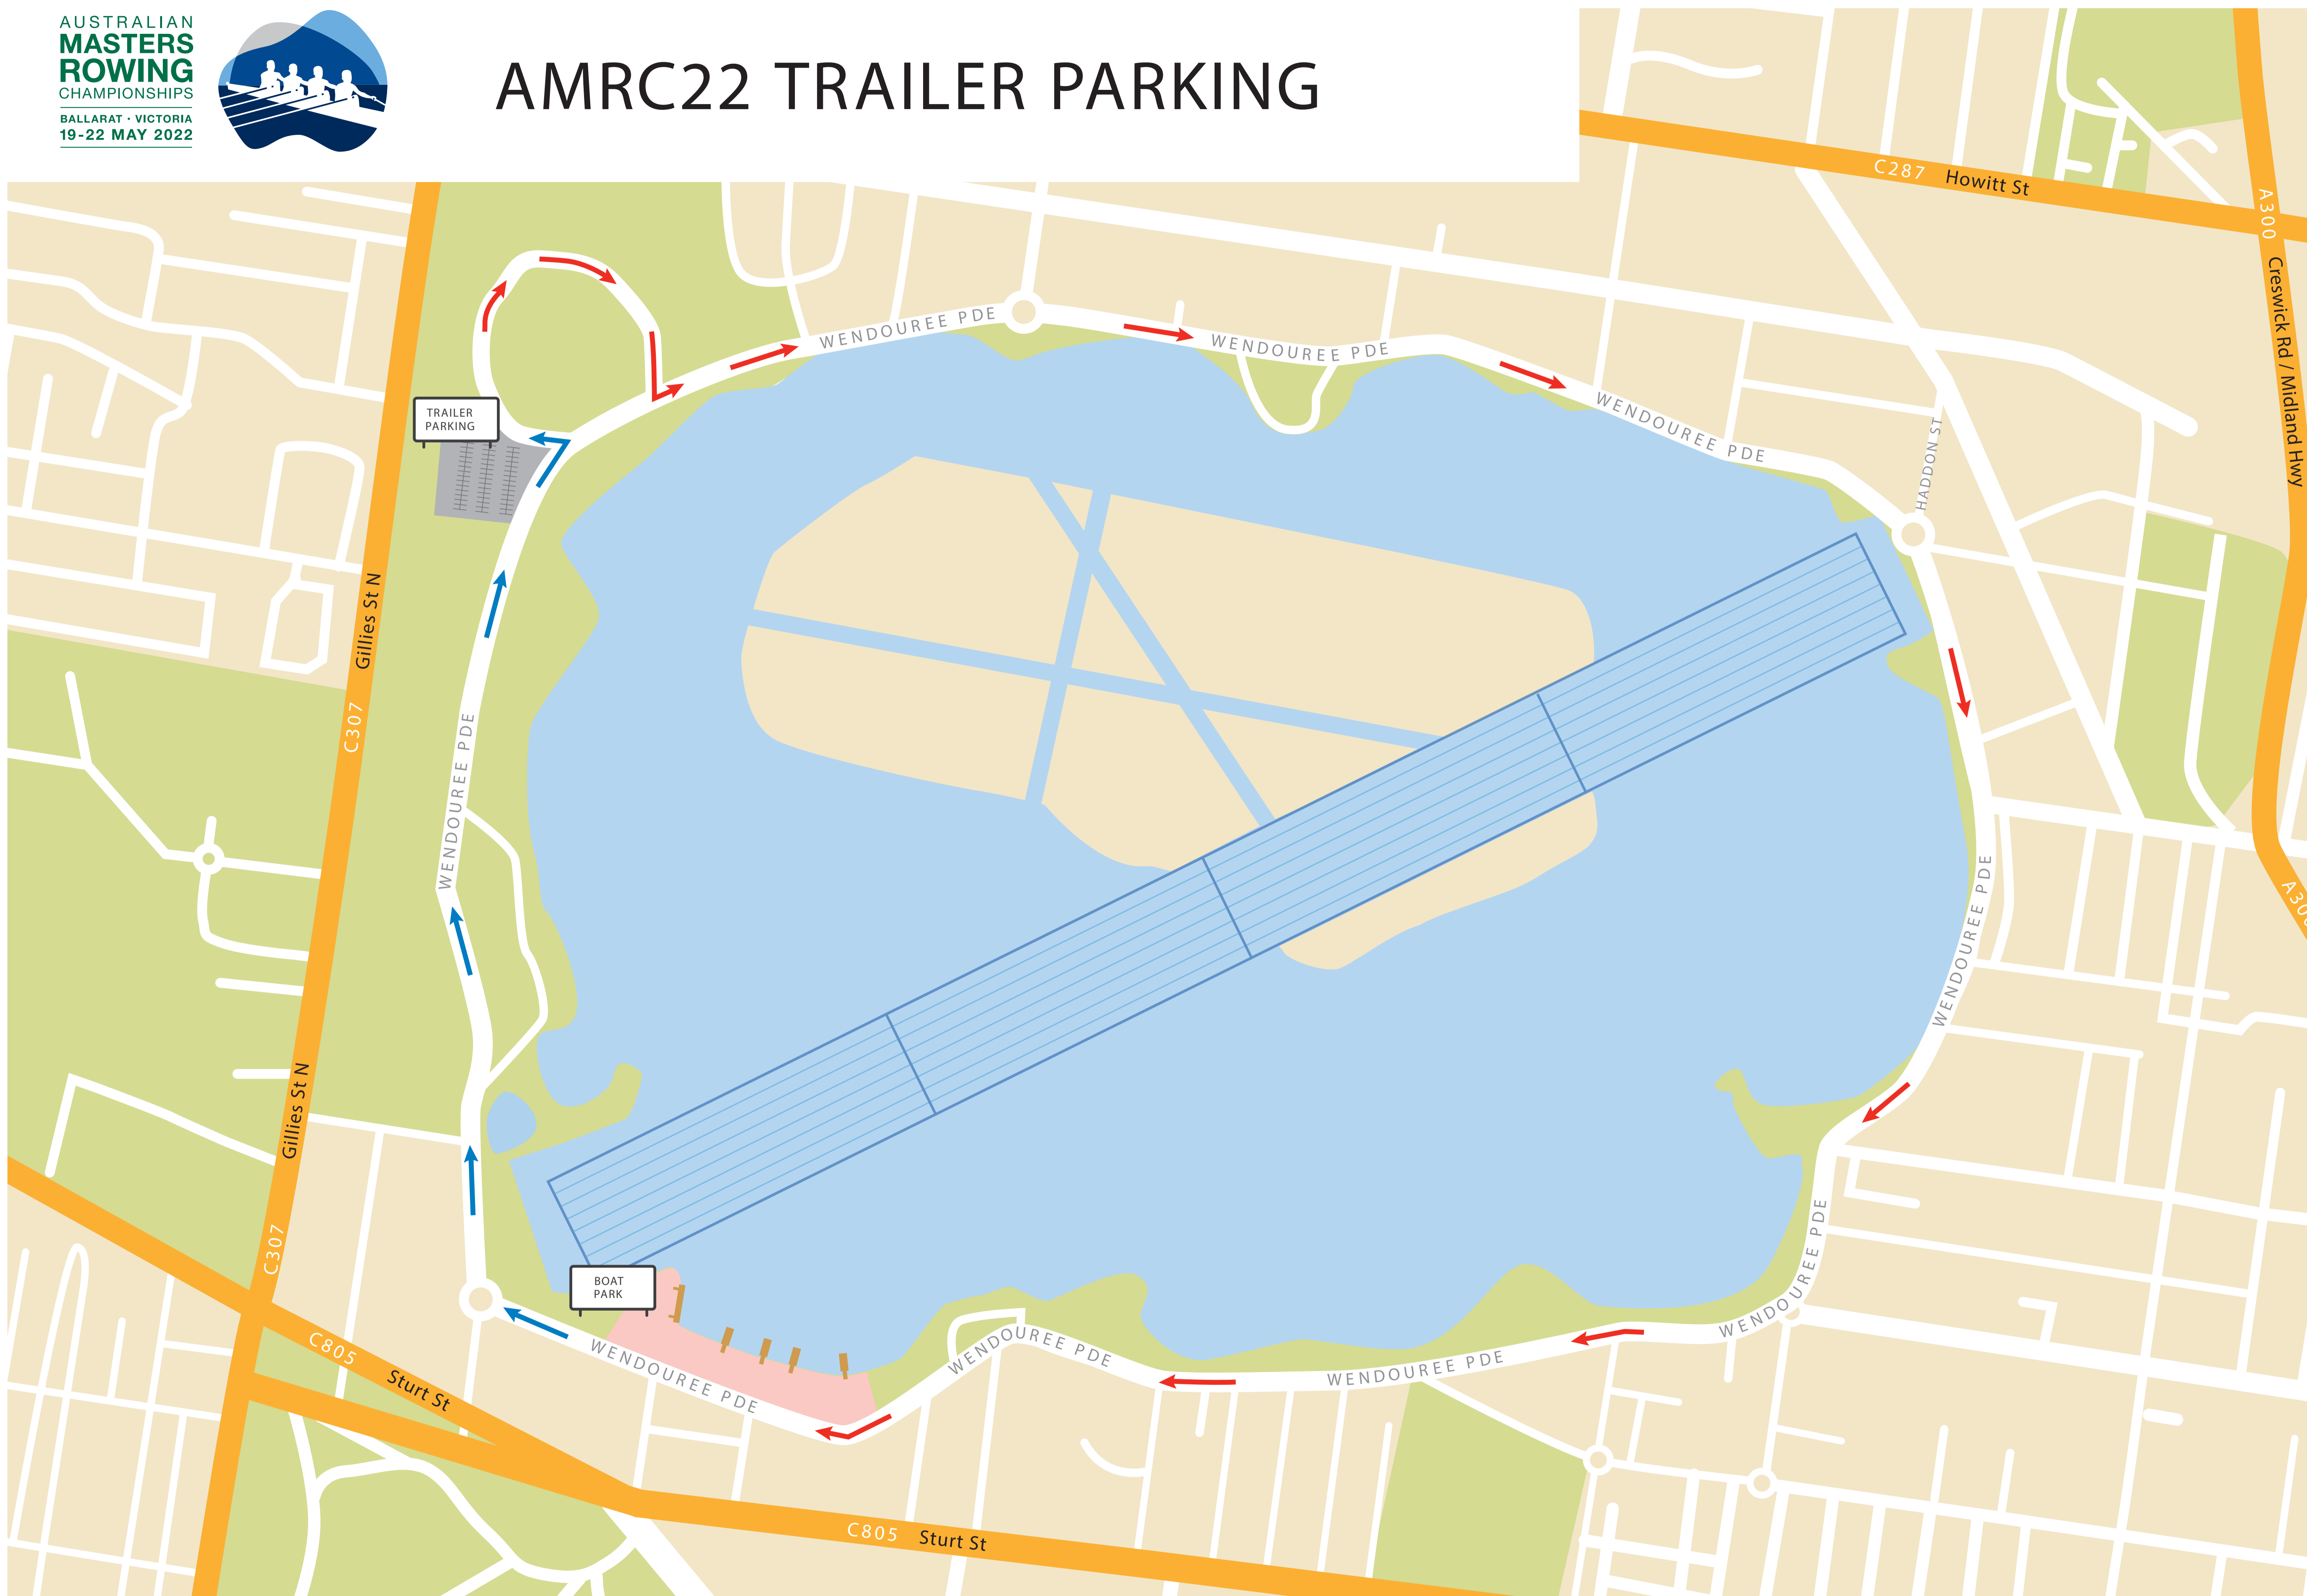 AUSTRALIAN
MASTERS
ROWING
CHAMPIONSHIPS
BALLARAT • VICTORIA
19-22 MAY 2022
AMRC22 TRAILER PARKING
C287 Howitt St
A300
Creswick Rd / Midland Hwy
WENDOUREE PDE
WENDOUREE PDE
WENDOUREE PDE
HADDON ST
TRAILER
PARKING
Gillies St N
C307
WENDOUREE PDE
WENDOUREE PDE
A300
Gillies St N
C307
WENDOUREE PDE
BOAT
PARK
WENDOUREE PDE
WENDOUREE PDE
WENDOUREE PDE
C805
Sturt St
C805 Sturt St